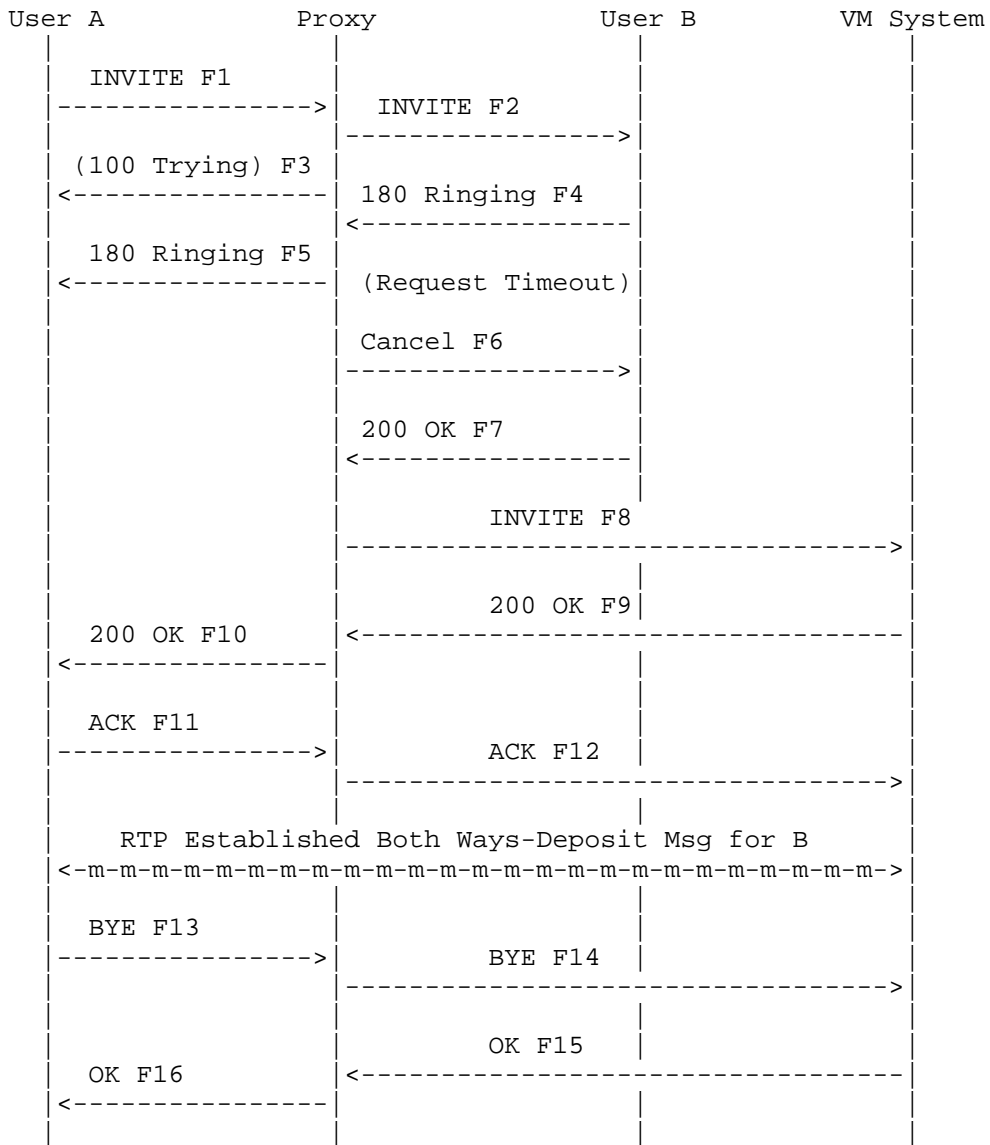 User A Proxy User B VM System
INVITE F1
INVITE F2
(100 Trying) F3
180 Ringing F4
180 Ringing F5
(Request Timeout)
Cancel F6
200 OK F7
INVITE F8
200 OK F9
200 OK F10
ACK F11
ACK F12
RTP Established Both Ways-Deposit Msg for B
<-m-m-m-m-m-m-m-m-m-m-m-m-m-m-m-m-m-m-m-m-m-m-m-m-m->
BYE F13
BYE F14
OK F15
OK F16